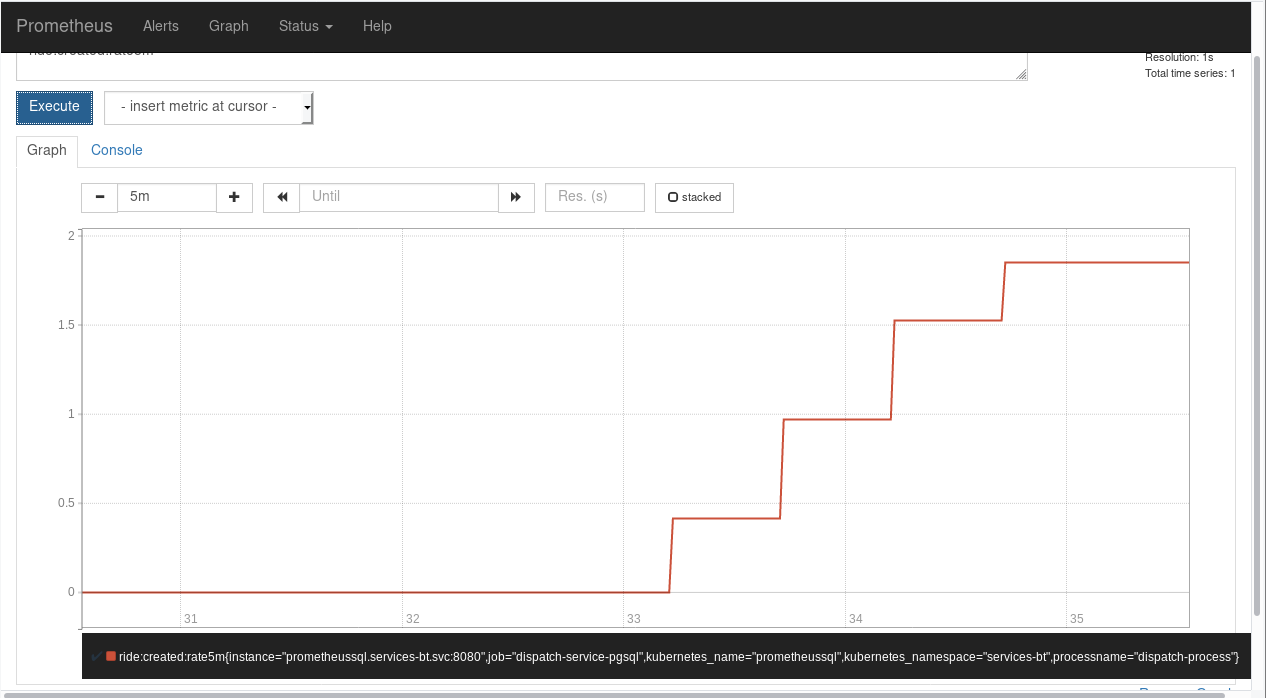 Prometheus Alerts Graph Status Help
Resolution: 1s
Total time series: 1
Execute - insert metric at cursor -
Graph Console
5m Until Res. (s) stacked
2
1.5
1
0.5
0
31 32 33 34 35
ride:created:rate5m{instance="prometheussql.services-bt.svc:8080",job="dispatch-service-pgsql",kubernetes_name="prometheussql",kubernetes_namespace="services-bt",processname="dispatch-process"}